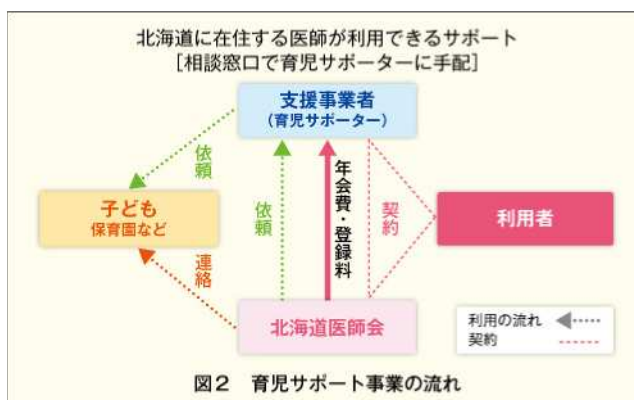 北海道に在住する医師が利用できるサポート
[相談窓口で育児サポーターに手配]
支援事業者
(育児サポーター)
依頼
子ども
保育園など
依頼
年会費・登録料
契約
利用者
連絡
北海道医師会
利用の流れ
契約
図2 育児サポート事業の流れ